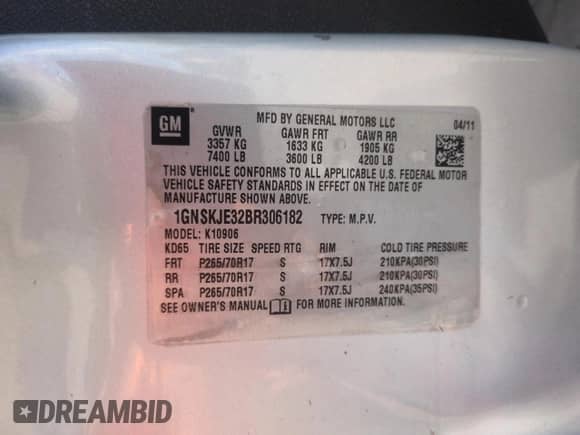 GM
MFD BY GENERAL MOTORS LLC
04/11
GVWR GAWR FRT GAWR RR
3357 KG 1633 KG 1905 KG
7400 LB 3600 LB 4200 LB
THIS VEHICLE CONFORMS TO ALL APPLICABLE U.S. FEDERAL MOTOR
VEHICLE SAFETY STANDARDS IN EFFECT ON THE DATE OF
MANUFACTURE SHOWN ABOVE.
1GNSKJE32BR306182 TYPE: M.P.V.
MODEL: K10906
KD65 TIRE SIZE SPEED RTG RIM COLD TIRE PRESSURE
FRT P265/70R17 S 17X7.5J 210KPA(30PSI)
RR P265/70R17 S 17X7.5J 210KPA(30PSI)
SPA P265/70R17 S 17X7.5J 240KPA(35PSI)
SEE OWNER'S MANUAL FOR MORE INFORMATION.
DREAMBID